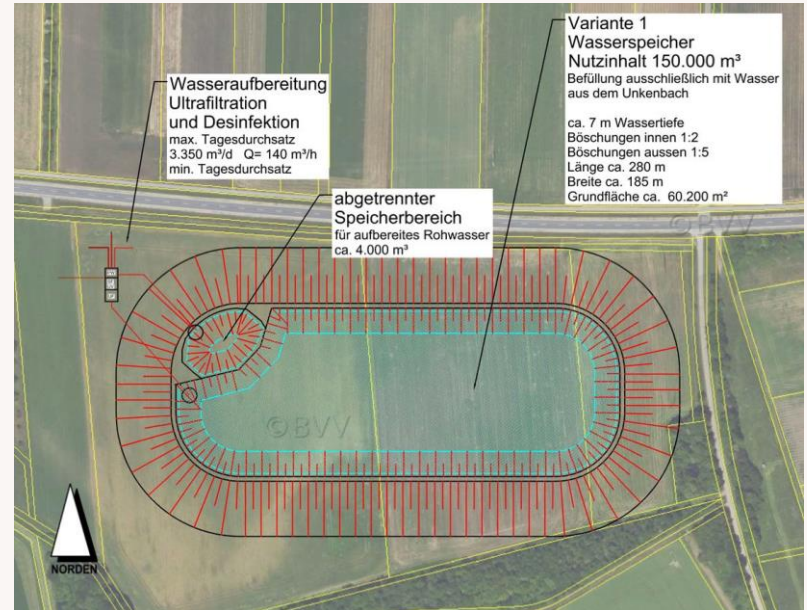 Wasseraufbereitung
Ultrafiltration
und Desinfektion
max. Tagesdurchsatz
3.350 m³/d Q= 140 m³/h
min. Tagesdurchsatz
abgetrennter
Speicherbereich
für aufbereites Rohwasser
ca. 4.000 m³
Variante 1
Wasserspeicher
Nutzinhalt 150.000 m³
Befüllung ausschließlich mit Wasser
aus dem Unkenbach
ca. 7 m Wassertiefe
Böschungen innen 1:2
Böschungen aussen 1:5
Länge ca. 280 m
Breite ca. 185 m
Grundfläche ca. 60.200 m²
©BVV
©BVV
NORDEN